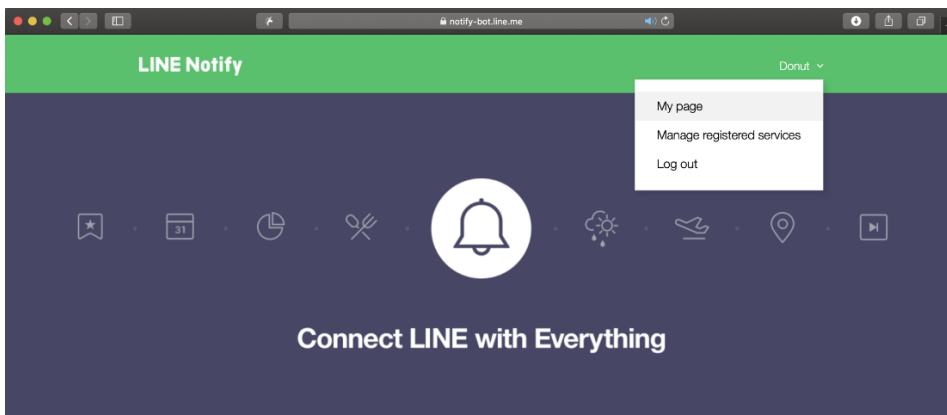 notify-bot.line.me
LINE Notify
Donut
My page
Manage registered services
Log out
31
Connect LINE with Everything